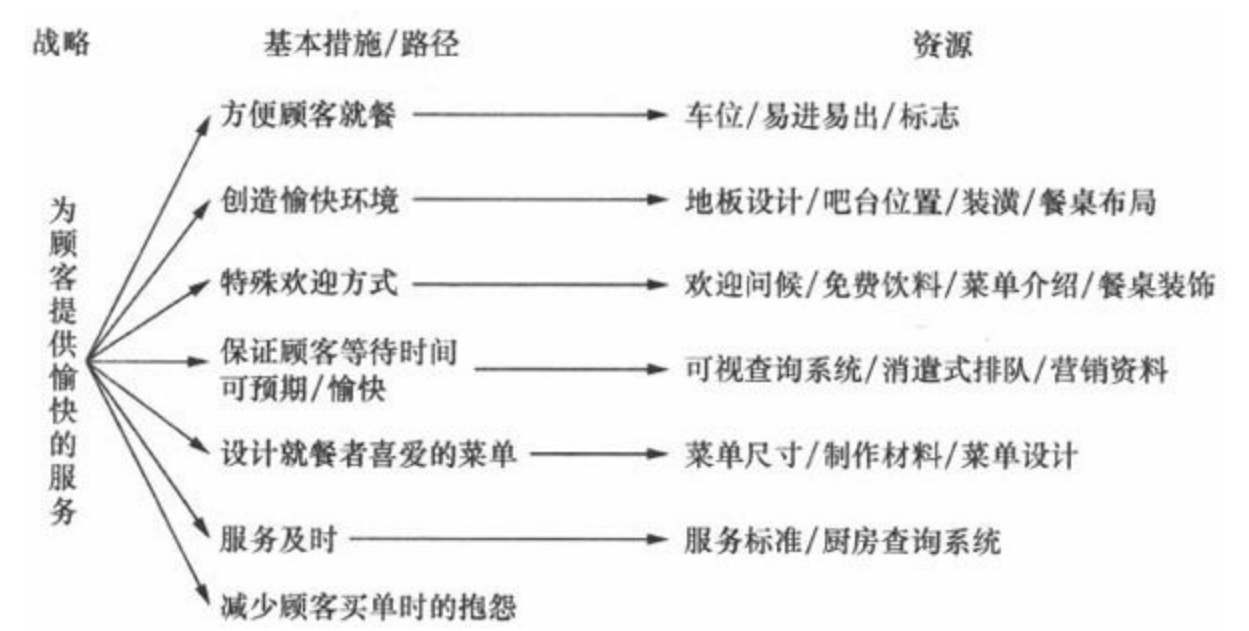 战略 基本措施/路径 资源
为顾客提供愉快的服务
方便顾客就餐 车位/易进易出/标志
创造愉快环境 地板设计/吧台位置/装潢/餐桌布局
特殊欢迎方式 欢迎问候/免费饮料/菜单介绍/餐桌装饰
保证顾客等待时间
可预期/愉快 可视查询系统/消遣式排队/营销资料
设计就餐者喜爱的菜单 菜单尺寸/制作材料/菜单设计
服务及时 服务标准/厨房查询系统
减少顾客买单时的抱怨